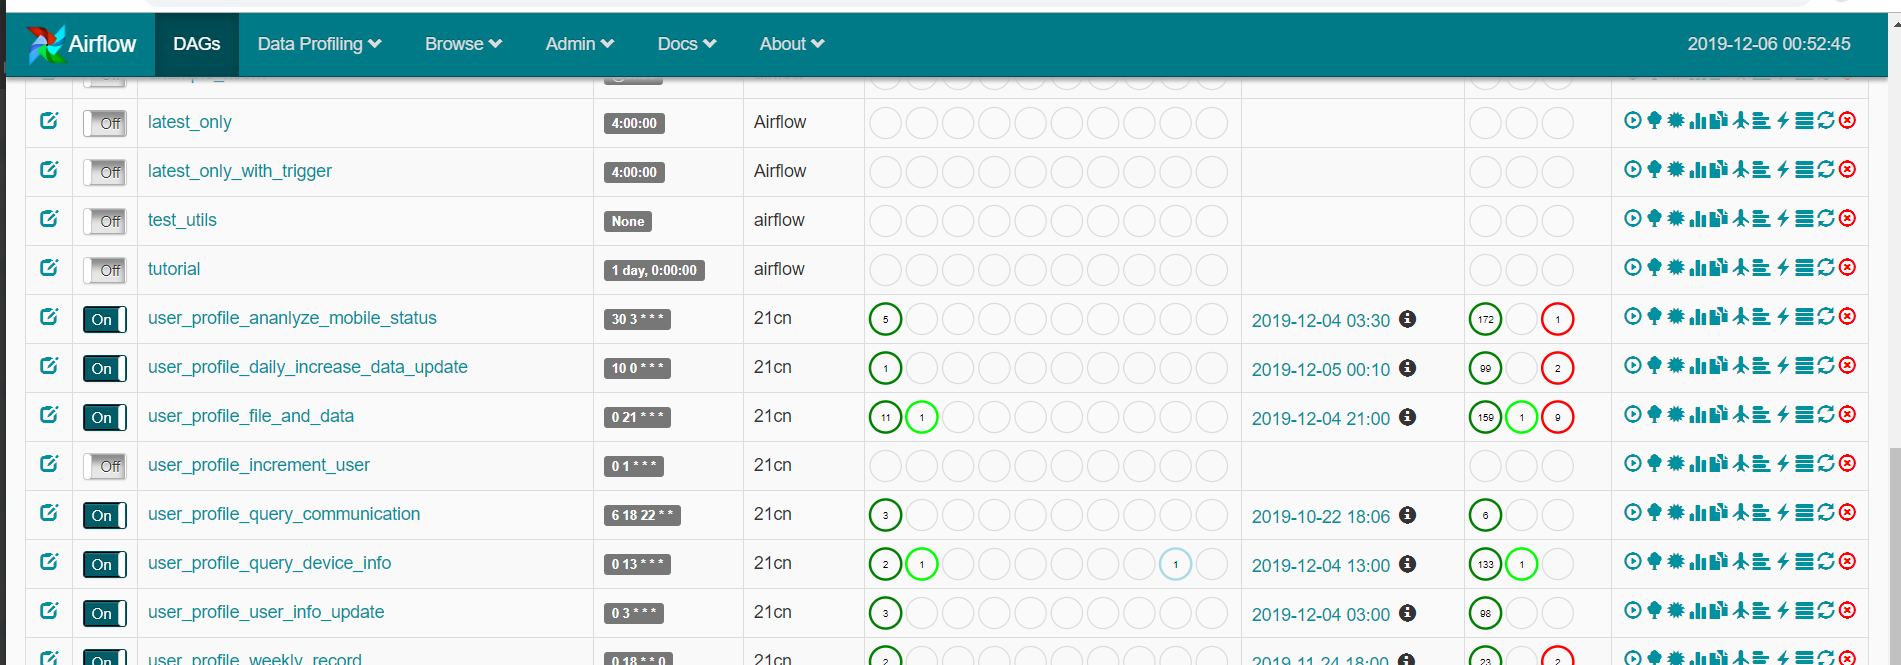 Airflow DAGs Data Profiling Browse Admin Docs About 2019-12-06 00:52:45
Off latest_only 4:00:00 Airflow
Off latest_only_with_trigger 4:00:00 Airflow
Off test_utils None airflow
Off tutorial 1 day, 0:00:00 airflow
On user_profile_ananlyze_mobile_status 30 3 * * * 21cn 5 2019-12-04 03:30 172 1
On user_profile_daily_increase_data_update 10 0 * * * 21cn 1 2019-12-05 00:10 99 2
On user_profile_file_and_data 0 21 * * * 21cn 11 1 2019-12-04 21:00 159 1 9
Off user_profile_increment_user 0 1 * * * 21cn
On user_profile_query_communication 6 18 22 * * 21cn 3 2019-10-22 18:06 6
On user_profile_query_device_info 0 13 * * * 21cn 2 1 1 2019-12-04 13:00 133 1
On user_profile_user_info_update 0 3 * * * 21cn 3 2019-12-04 03:00 98
On user_profile_weekly_record 0 18 * * 0 21cn 2 2019-11-24 18:00 23 2